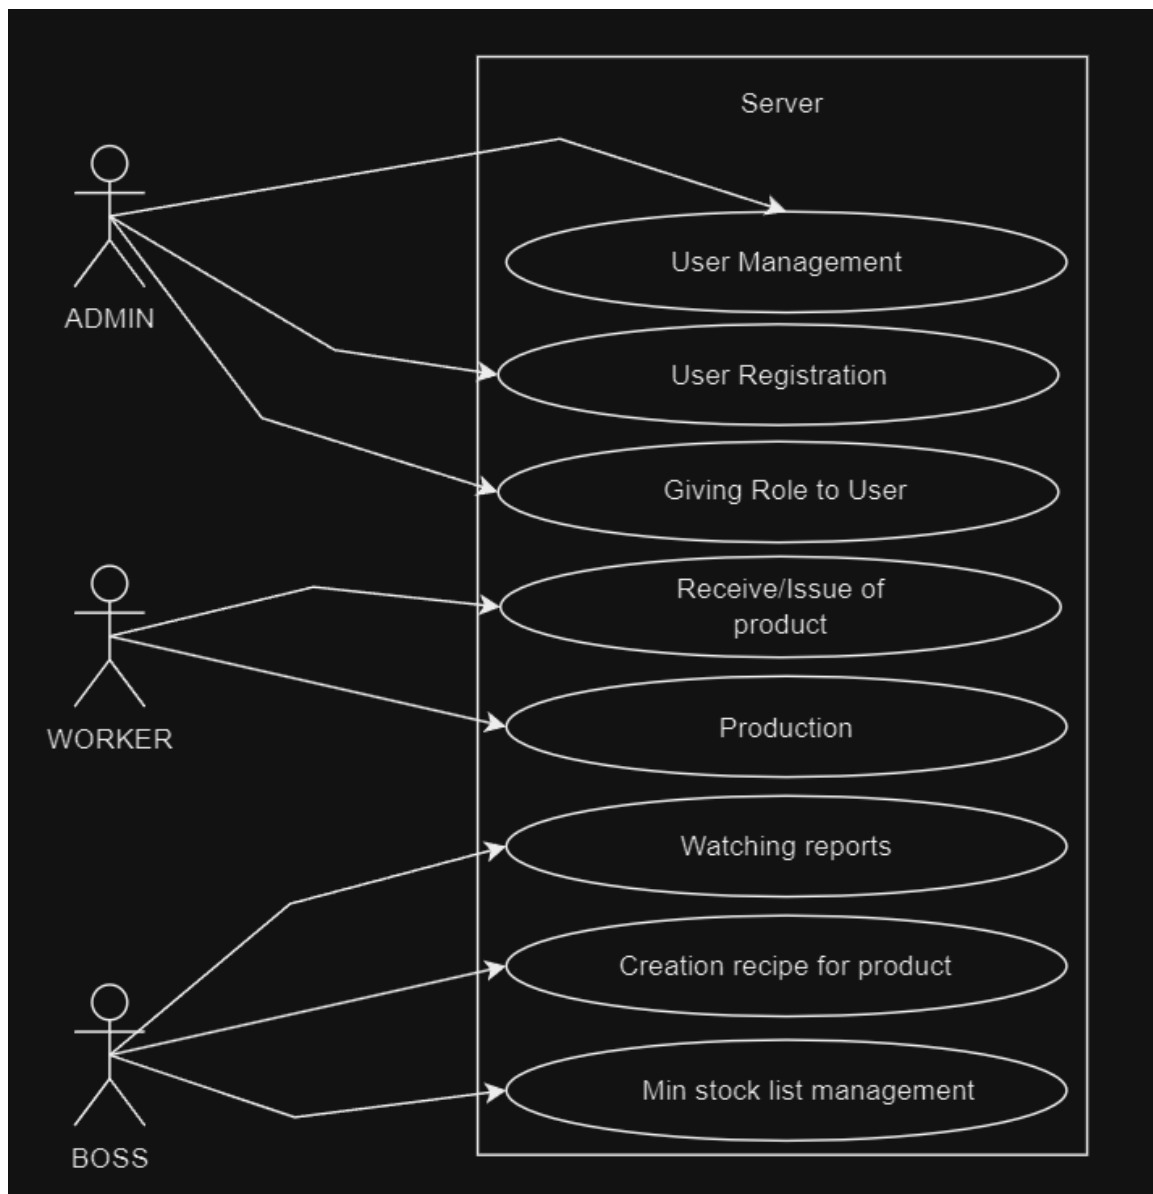 Server
User Management
ADMIN
User Registration
Giving Role to User
Receive/Issue of
product
WORKER
Production
Watching reports
Creation recipe for product
Min stock list management
BOSS